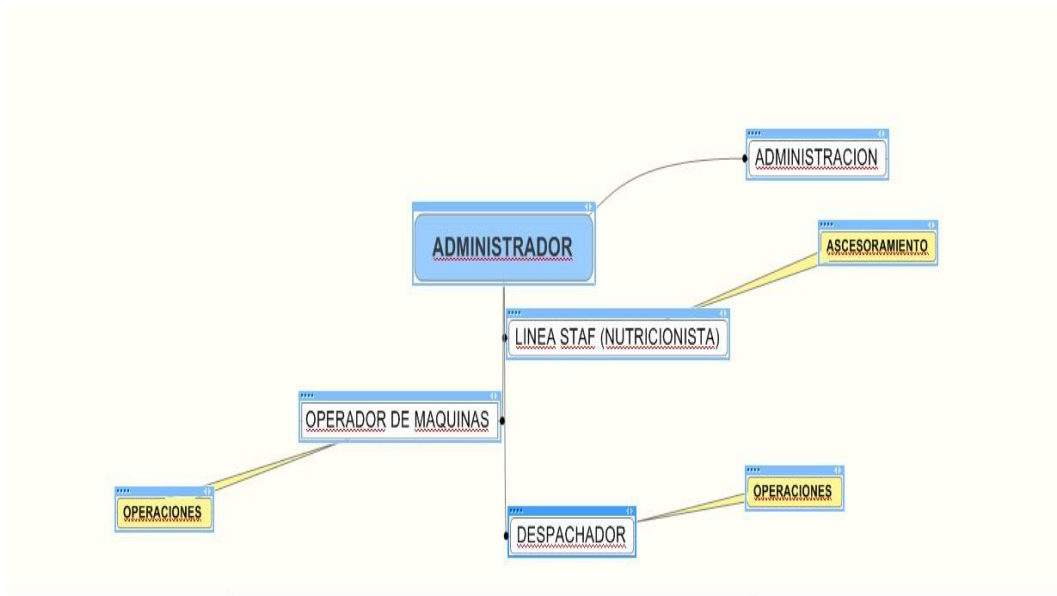 ADMINISTRACION
ADMINISTRADOR
ASCESORAMIENTO
LINEA STAF (NUTRICIONISTA)
OPERADOR DE MAQUINAS
OPERACIONES
OPERACIONES
DESPACHADOR